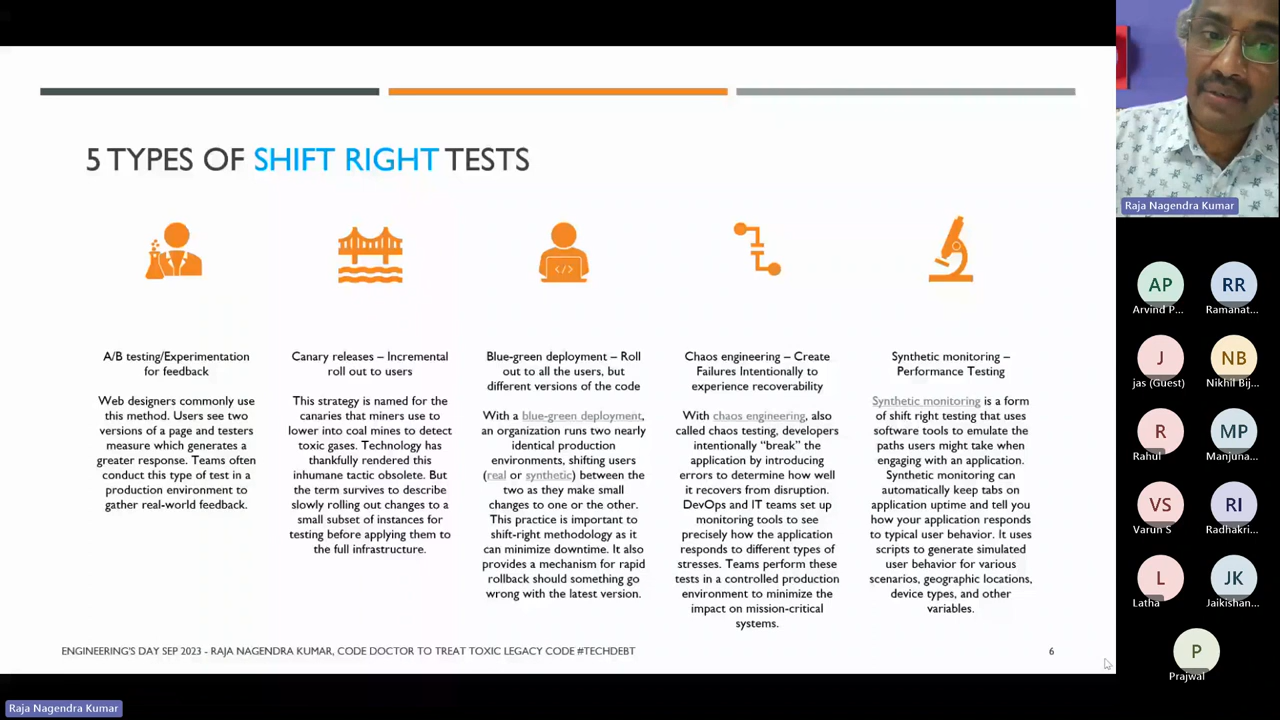 5 TYPES OF SHIFT RIGHT TESTS
A/B testing/Experimentation
for feedback
Web designers commonly use
this method. Users see two
versions of a page and testers
measure which generates a
greater response. Teams often
conduct this type of test in a
production environment to
gather real-world feedback.
Canary releases – Incremental
roll out to users
This strategy is named for the
canaries that miners use to
lower into coal mines to detect
toxic gases. Technology has
thankfully rendered this
inhumane tactic obsolete. But
the term survives to describe
slowly rolling out changes to a
small subset of instances for
testing before applying them to
the full infrastructure.
Blue-green deployment – Roll
out to all the users, but
different versions of the code
With a blue-green deployment,
an organization runs two nearly
identical production
environments, shifting users
(real or synthetic) between the
two as they make small
changes to one or the other.
This practice is important to
shift-right methodology as it
can minimize downtime. It also
provides a mechanism for rapid
rollback should something go
wrong with the latest version.
Chaos engineering – Create
Failures Intentionally to
experience recoverability
With chaos engineering, also
called chaos testing, developers
intentionally “break” the
application by introducing
errors to determine how well
it recovers from disruption.
DevOps and IT teams set up
monitoring tools to see
precisely how the application
responds to different types of
stresses. Teams perform these
tests in a controlled production
environment to minimize the
impact on mission-critical
systems.
Synthetic monitoring –
Performance Testing
Synthetic monitoring is a form
of shift right testing that uses
software tools to emulate the
paths users might take when
engaging with an application.
Synthetic monitoring can
automatically keep tabs on
application uptime and tell you
how your application responds
to typical user behavior. It uses
scripts to generate simulated
user behavior for various
scenarios, geographic locations,
device types, and other
variables.
ENGINEERING'S DAY SEP 2023 - RAJA NAGENDRA KUMAR, CODE DOCTOR TO TREAT TOXIC LEGACY CODE #TECHDEBT
6
Raja Nagendra Kumar
Raja Nagendra Kumar
AP
Arvind P...
RR
Ramanat...
J
jas (Guest)
NB
Nikhil Bij...
R
Rahul
MP
Manjuna...
VS
Varun S
RI
Radhakri...
L
Latha
JK
Jaikishan...
P
Prajwal